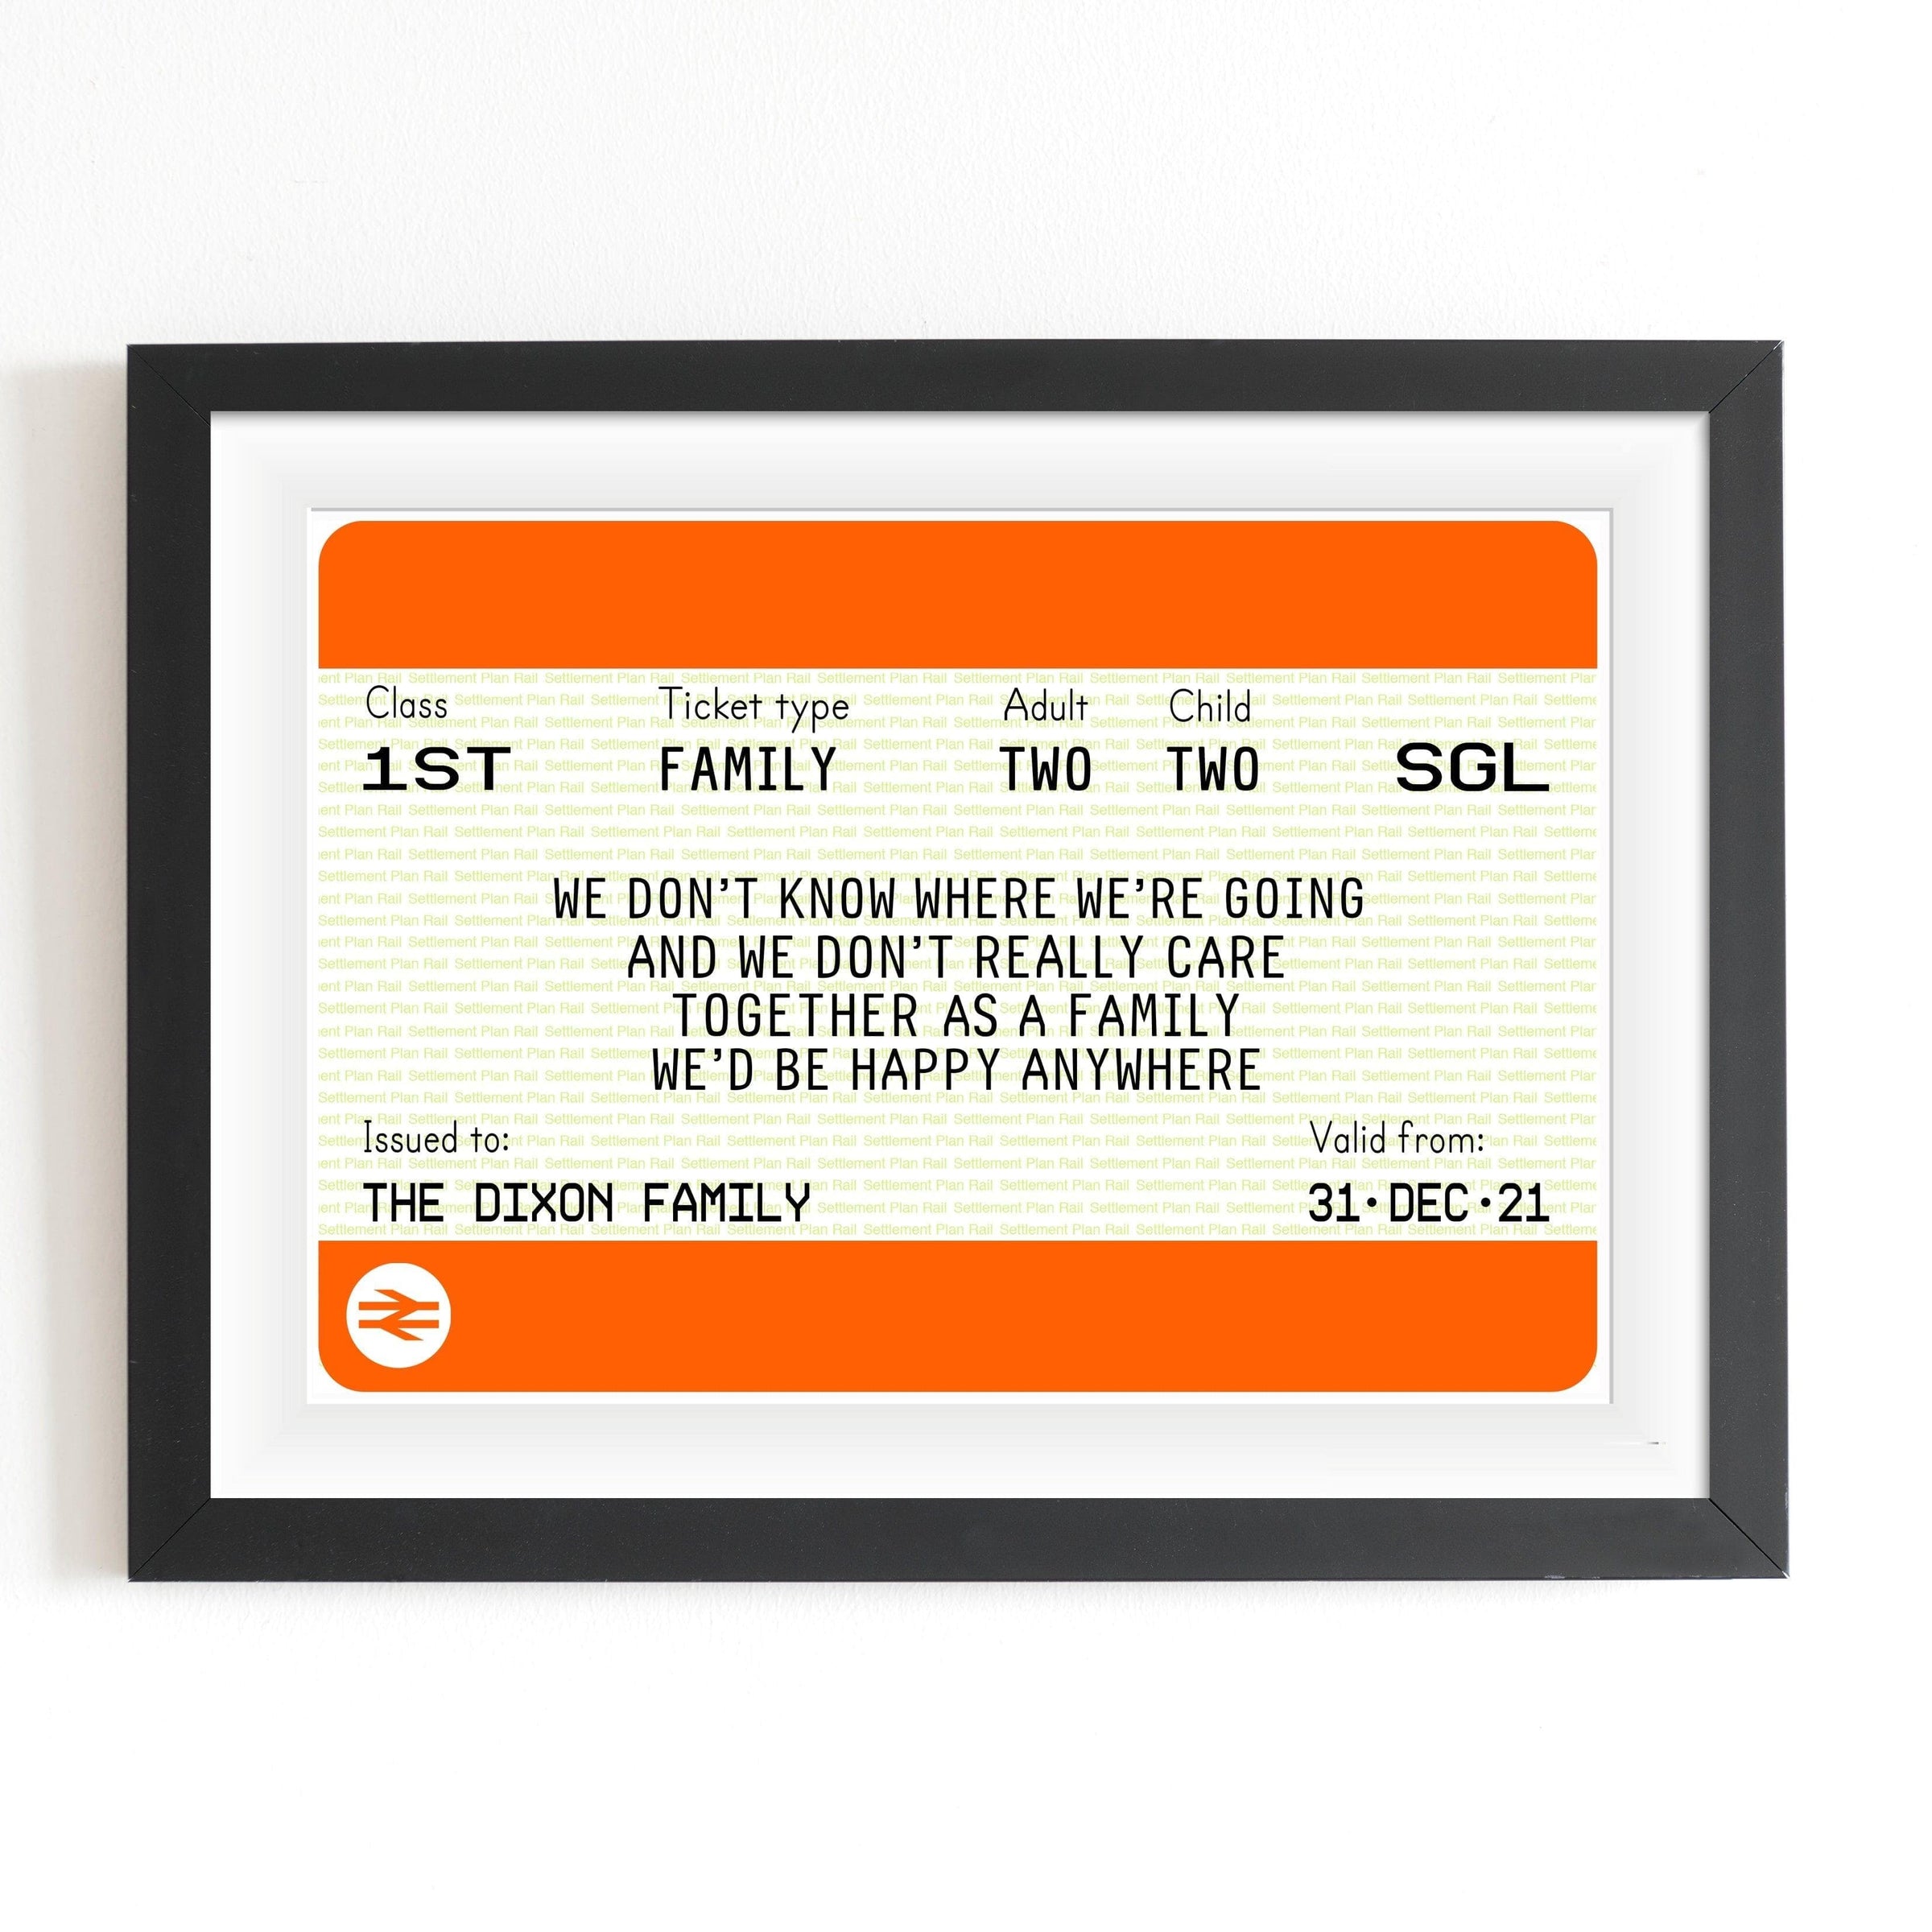 Class Ticket type Adult Child
1ST FAMILY TWO TWO SGL
WE DON'T KNOW WHERE WE'RE GOING
AND WE DON'T REALLY CARE
TOGETHER AS A FAMILY
WE'D BE HAPPY ANYWHERE
Issued to: Valid from:
THE DIXON FAMILY 31·DEC·21